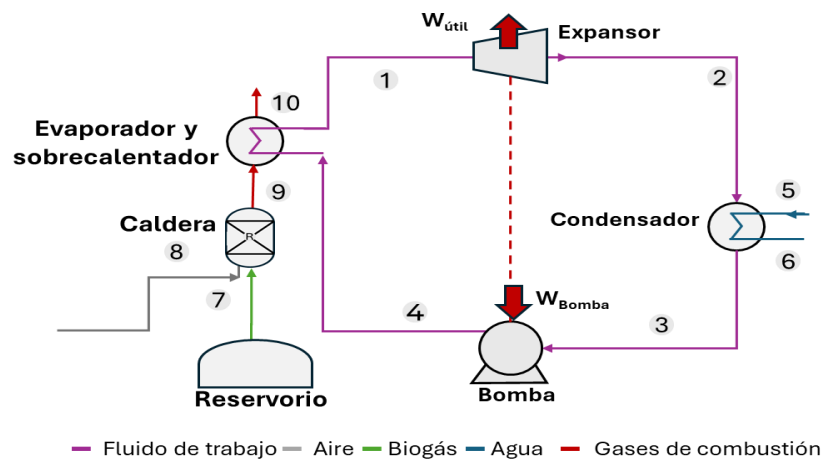 Wútil
Expansor
1
2
10
Evaporador y
sobrecalentador
9
Caldera
8
R
7
Reservorio
4
WBomba
Bomba
3
Condensador
5
6
Fluido de trabajo
Aire
Biogás
Agua
Gases de combustión